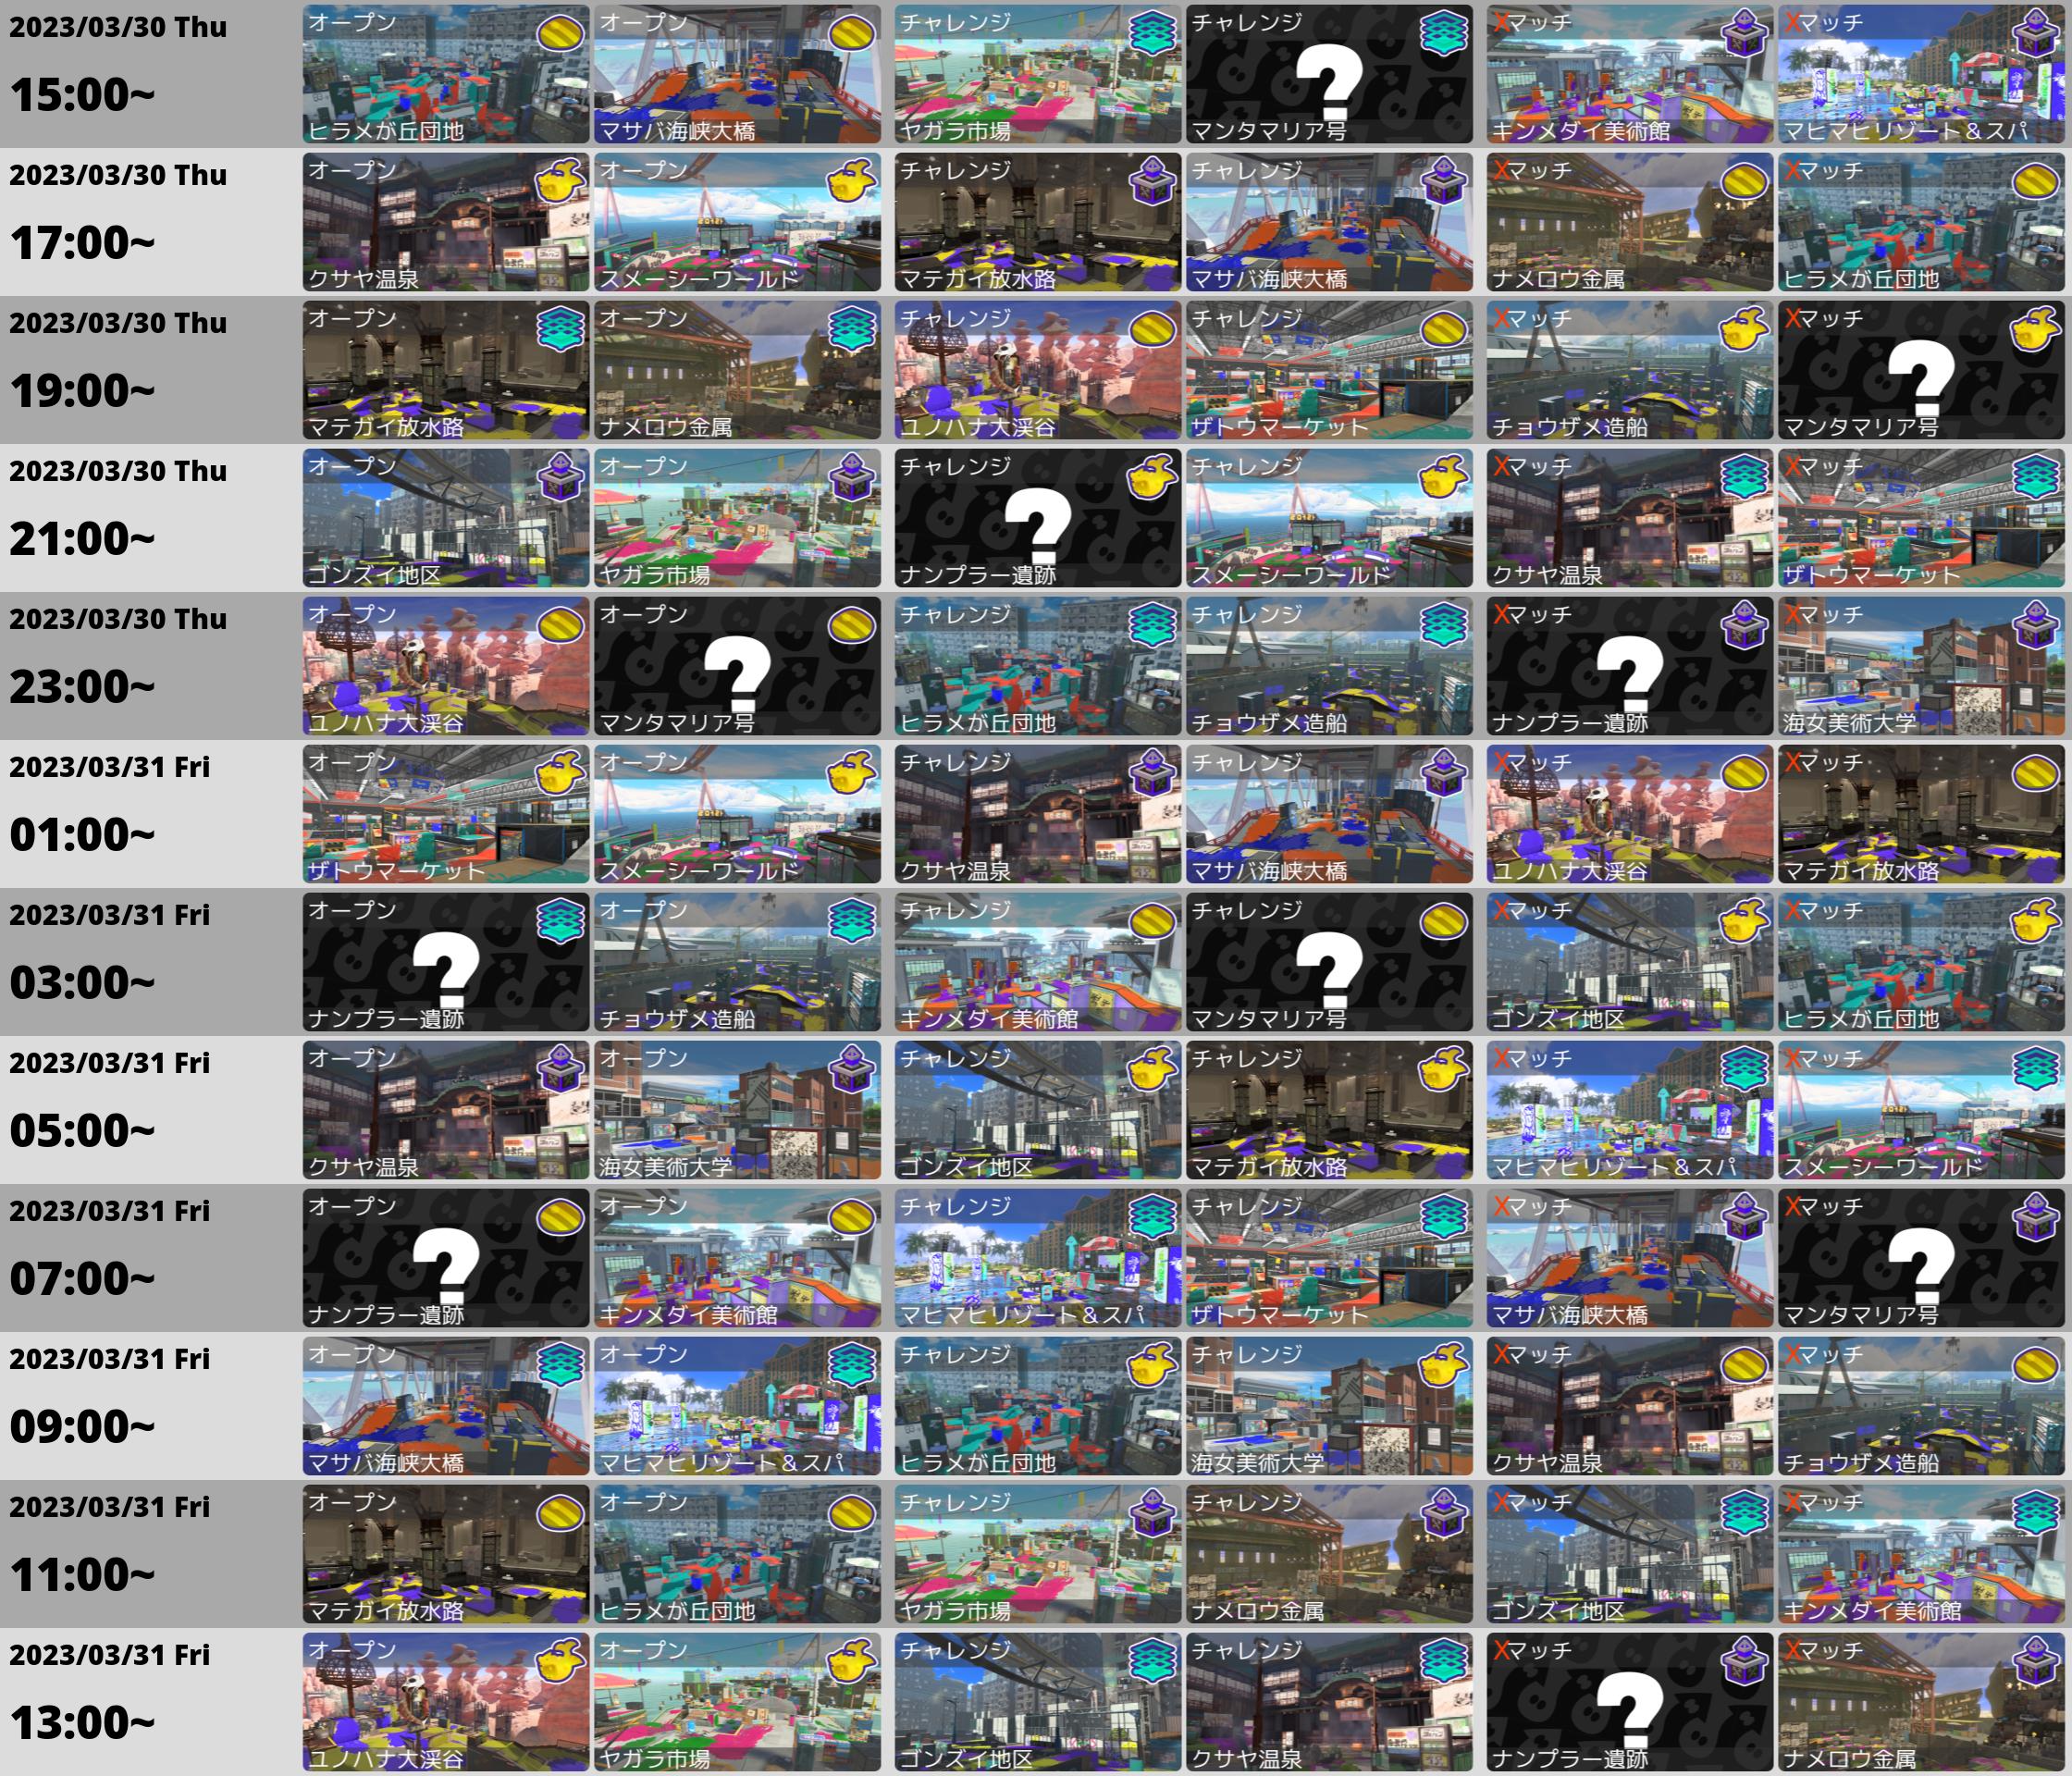 2023/03/30 Thu
15:00~
オープン オープン チャレンジ チャレンジ Xマッチ Xマッチ
ヒラメが丘団地 マサバ海峡大橋 ヤガラ市場 マンタマリア号 キンメダイ美術館 マヒマヒリゾート＆スパ
2023/03/30 Thu
17:00~
オープン オープン チャレンジ チャレンジ Xマッチ Xマッチ
クサヤ温泉 スメーシーワールド マテガイ放水路 マサバ海峡大橋 ナメロウ金属 ヒラメが丘団地
2023/03/30 Thu
19:00~
オープン オープン チャレンジ チャレンジ Xマッチ Xマッチ
マテガイ放水路 ナメロウ金属 ユノハナ大渓谷 ザトウマーケット チョウザメ造船 マンタマリア号
2023/03/30 Thu
21:00~
オープン オープン チャレンジ チャレンジ Xマッチ Xマッチ
ゴンズイ地区 ヤガラ市場 ナンプラー遺跡 スメーシーワールド クサヤ温泉 ザトウマーケット
2023/03/30 Thu
23:00~
オープン オープン チャレンジ チャレンジ Xマッチ Xマッチ
ユノハナ大渓谷 マンタマリア号 ヒラメが丘団地 チョウザメ造船 ナンプラー遺跡 海女美術大学
2023/03/31 Fri
01:00~
オープン オープン チャレンジ チャレンジ Xマッチ Xマッチ
ザトウマーケット スメーシーワールド クサヤ温泉 マサバ海峡大橋 ユノハナ大渓谷 マテガイ放水路
2023/03/31 Fri
03:00~
オープン オープン チャレンジ チャレンジ Xマッチ Xマッチ
ナンプラー遺跡 チョウザメ造船 キンメダイ美術館 マンタマリア号 ゴンズイ地区 ヒラメが丘団地
2023/03/31 Fri
05:00~
オープン オープン チャレンジ チャレンジ Xマッチ Xマッチ
クサヤ温泉 海女美術大学 ゴンズイ地区 マテガイ放水路 マヒマヒリゾート＆スパ スメーシーワールド
2023/03/31 Fri
07:00~
オープン オープン チャレンジ チャレンジ Xマッチ Xマッチ
ナンプラー遺跡 キンメダイ美術館 マヒマヒリゾート＆スパ ザトウマーケット マサバ海峡大橋 マンタマリア号
2023/03/31 Fri
09:00~
オープン オープン チャレンジ チャレンジ Xマッチ Xマッチ
マサバ海峡大橋 マヒマヒリゾート＆スパ ヒラメが丘団地 海女美術大学 クサヤ温泉 チョウザメ造船
2023/03/31 Fri
11:00~
オープン オープン チャレンジ チャレンジ Xマッチ Xマッチ
マテガイ放水路 ヒラメが丘団地 ヤガラ市場 ナメロウ金属 ゴンズイ地区 キンメダイ美術館
2023/03/31 Fri
13:00~
オープン オープン チャレンジ チャレンジ Xマッチ Xマッチ
ユノハナ大渓谷 ヤガラ市場 ゴンズイ地区 クサヤ温泉 ナンプラー遺跡 ナメロウ金属